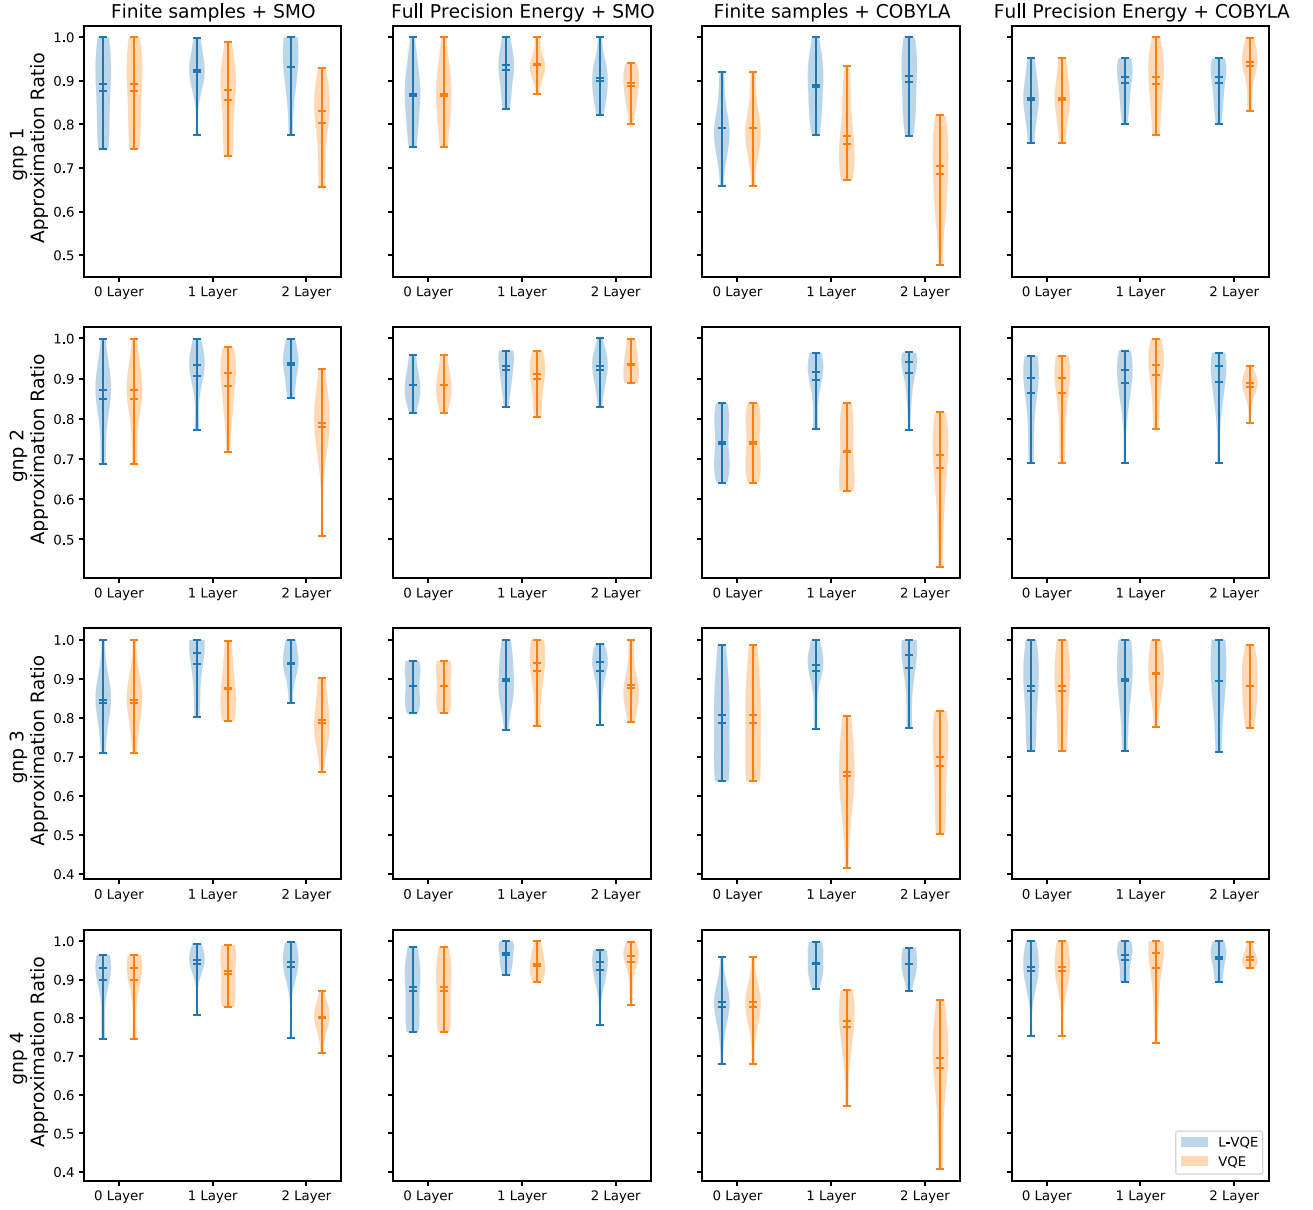 Finite samples + SMO
Full Precision Energy + SMO
Finite samples + COBYLA
Full Precision Energy + COBYLA
gnp 1
Approximation Ratio
1.0
0.9
0.8
0.7
0.6
0.5
0 Layer 1 Layer 2 Layer
0 Layer 1 Layer 2 Layer
0 Layer 1 Layer 2 Layer
0 Layer 1 Layer 2 Layer
gnp 2
Approximation Ratio
1.0
0.9
0.8
0.7
0.6
0.5
0 Layer 1 Layer 2 Layer
0 Layer 1 Layer 2 Layer
0 Layer 1 Layer 2 Layer
0 Layer 1 Layer 2 Layer
gnp 3
Approximation Ratio
1.0
0.9
0.8
0.7
0.6
0.5
0.4
0 Layer 1 Layer 2 Layer
0 Layer 1 Layer 2 Layer
0 Layer 1 Layer 2 Layer
0 Layer 1 Layer 2 Layer
gnp 4
Approximation Ratio
1.0
0.9
0.8
0.7
0.6
0.5
0.4
0 Layer 1 Layer 2 Layer
0 Layer 1 Layer 2 Layer
0 Layer 1 Layer 2 Layer
0 Layer 1 Layer 2 Layer
L-VQE
VQE